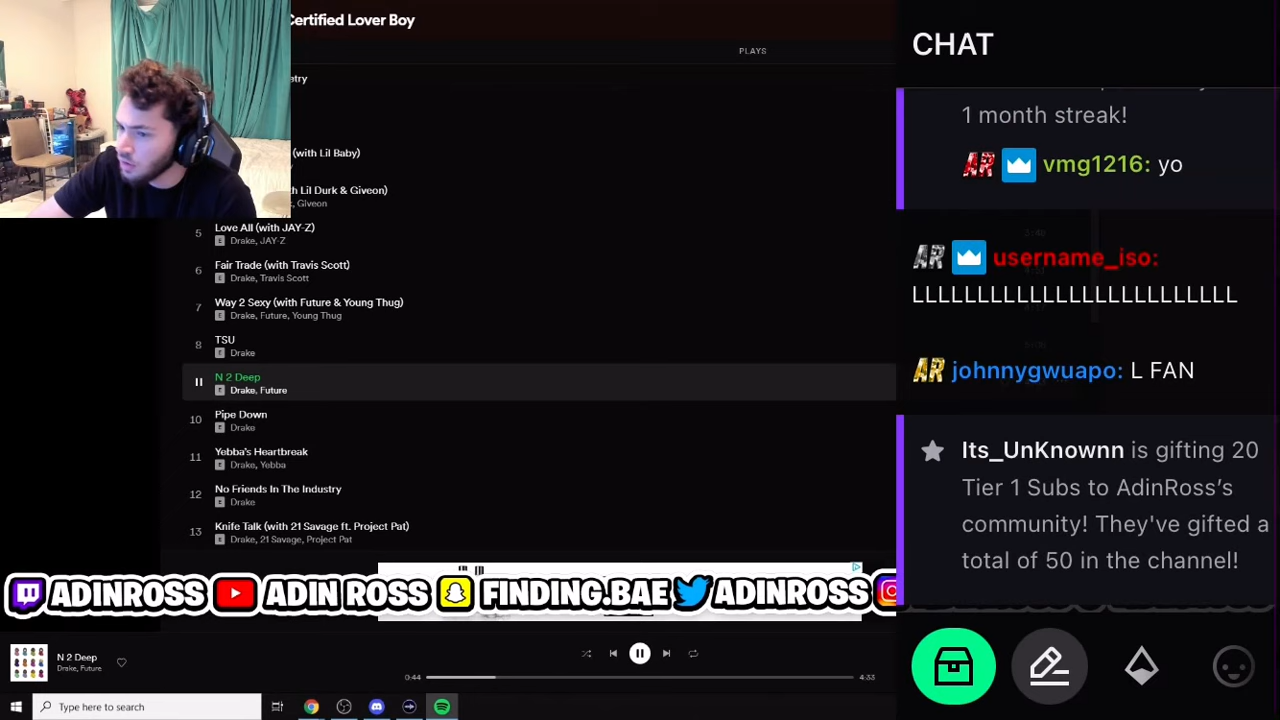 Certified Lover Boy
PLAYS
etry
(with Lil Baby)
th Lil Durk & Giveon)
t, Giveon
5 Love All (with JAY-Z)
E Drake, JAY-Z
6 Fair Trade (with Travis Scott)
E Drake, Travis Scott
7 Way 2 Sexy (with Future & Young Thug)
E Drake, Future, Young Thug
8 TSU
E Drake
N 2 Deep
E Drake, Future
10 Pipe Down
E Drake
11 Yebba's Heartbreak
E Drake, Yebba
12 No Friends In The Industry
E Drake
13 Knife Talk (with 21 Savage ft. Project Pat)
E Drake, 21 Savage, Project Pat
ADINROSS ADIN ROSS FINDING.BAE ADINROSS
N 2 Deep
Drake, Future
0:44 4:33
Type here to search
CHAT
1 month streak!
AR vmg1216: yo
AR username_iso:
LLLLLLLLLLLLLLLLLLLLLLLLL
AR johnnygwuapo: L FAN
Its_UnKnownn is gifting 20
Tier 1 Subs to AdinRoss's
community! They've gifted a
total of 50 in the channel!